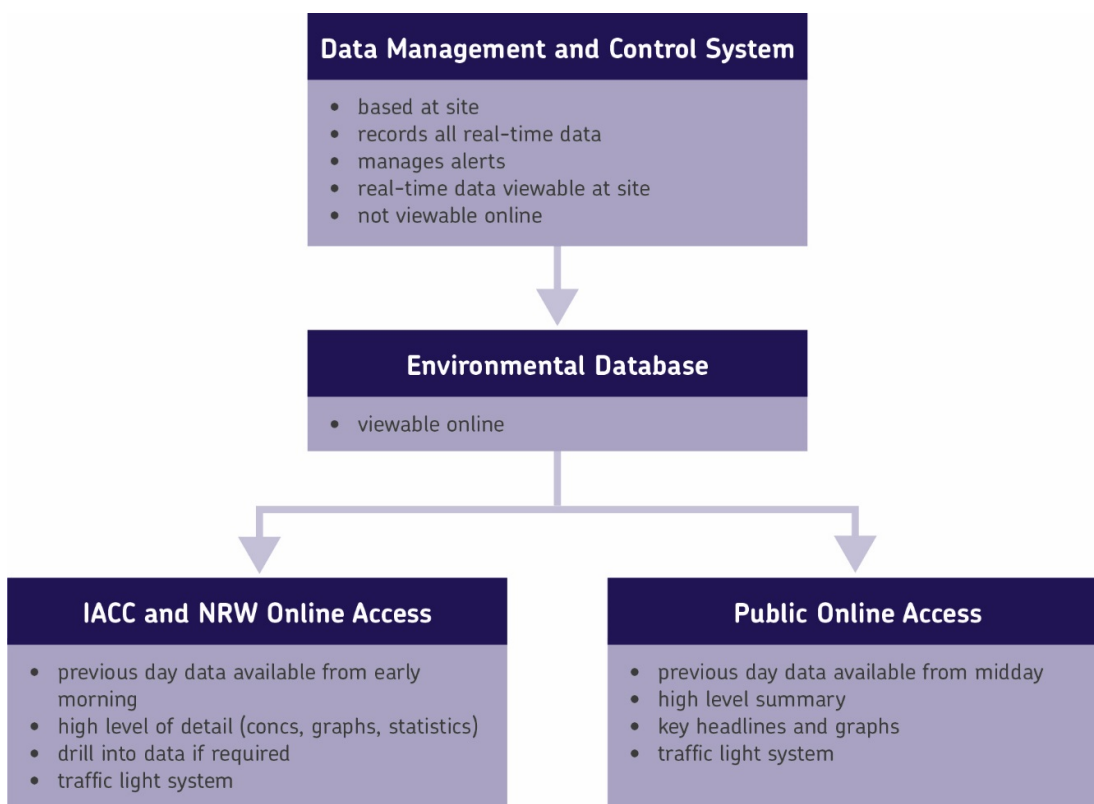 Data Management and Control System
• based at site
• records all real-time data
• manages alerts
• real-time data viewable at site
• not viewable online
Environmental Database
• viewable online
IACC and NRW Online Access
• previous day data available from early
morning
• high level of detail (concs, graphs, statistics)
• drill into data if required
• traffic light system
Public Online Access
• previous day data available from midday
• high level summary
• key headlines and graphs
• traffic light system